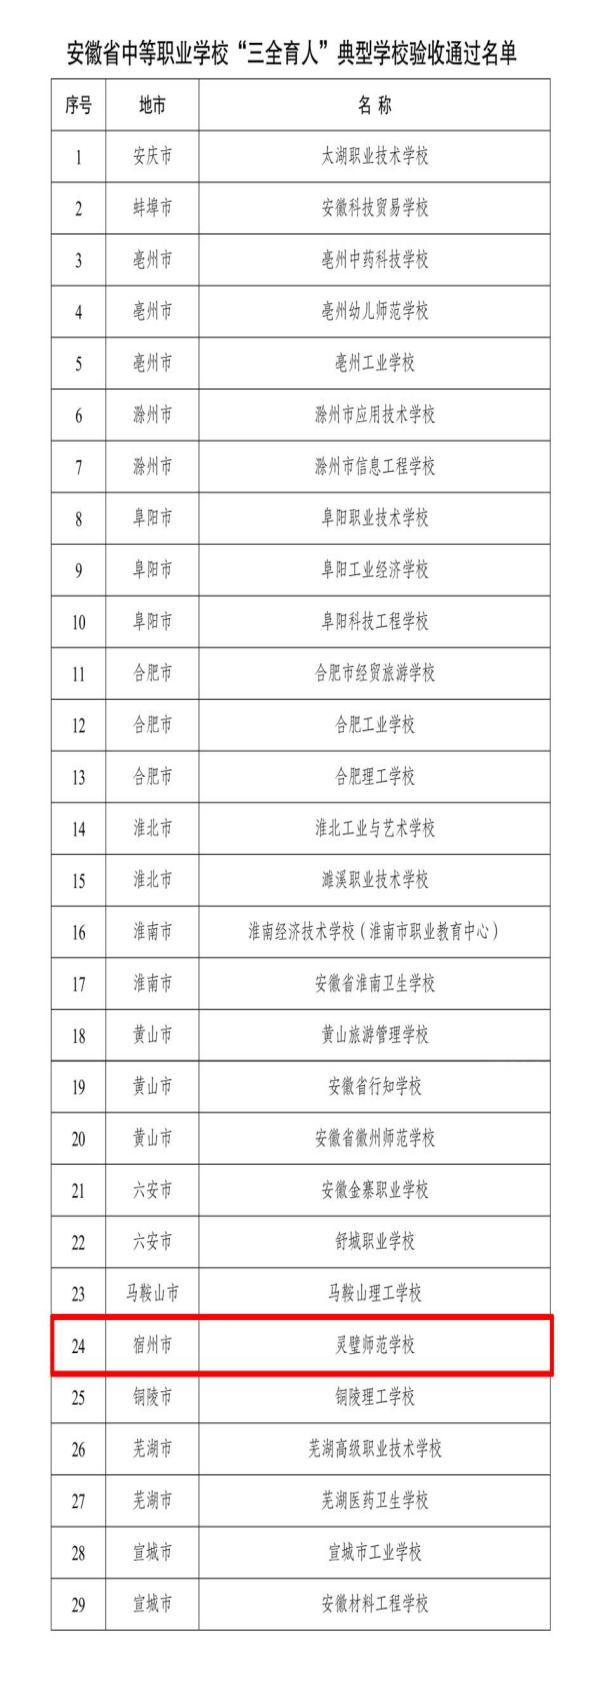 安徽省中等职业学校“三全育人”典型学校验收通过名单
序号 地市 名 称
1 安庆市 太湖职业技术学校
2 蚌埠市 安徽科技贸易学校
3 亳州市 亳州中药科技学校
4 亳州市 亳州幼儿师范学校
5 亳州市 亳州工业学校
6 滁州市 滁州市应用技术学校
7 滁州市 滁州市信息工程学校
8 阜阳市 阜阳职业技术学校
9 阜阳市 阜阳工业经济学校
10 阜阳市 阜阳科技工程学校
11 合肥市 合肥市经贸旅游学校
12 合肥市 合肥工业学校
13 合肥市 合肥理工学校
14 淮北市 淮北工业与艺术学校
15 淮北市 濉溪职业技术学校
16 淮南市 淮南经济技术学校（淮南市职业教育中心）
17 淮南市 安徽省淮南卫生学校
18 黄山市 黄山旅游管理学校
19 黄山市 安徽省行知学校
20 黄山市 安徽省徽州师范学校
21 六安市 安徽金寨职业学校
22 六安市 舒城职业学校
23 马鞍山市 马鞍山理工学校
24 宿州市 灵璧师范学校
25 铜陵市 铜陵理工学校
26 芜湖市 芜湖高级职业技术学校
27 芜湖市 芜湖医药卫生学校
28 宣城市 宣城市工业学校
29 宣城市 安徽材料工程学校